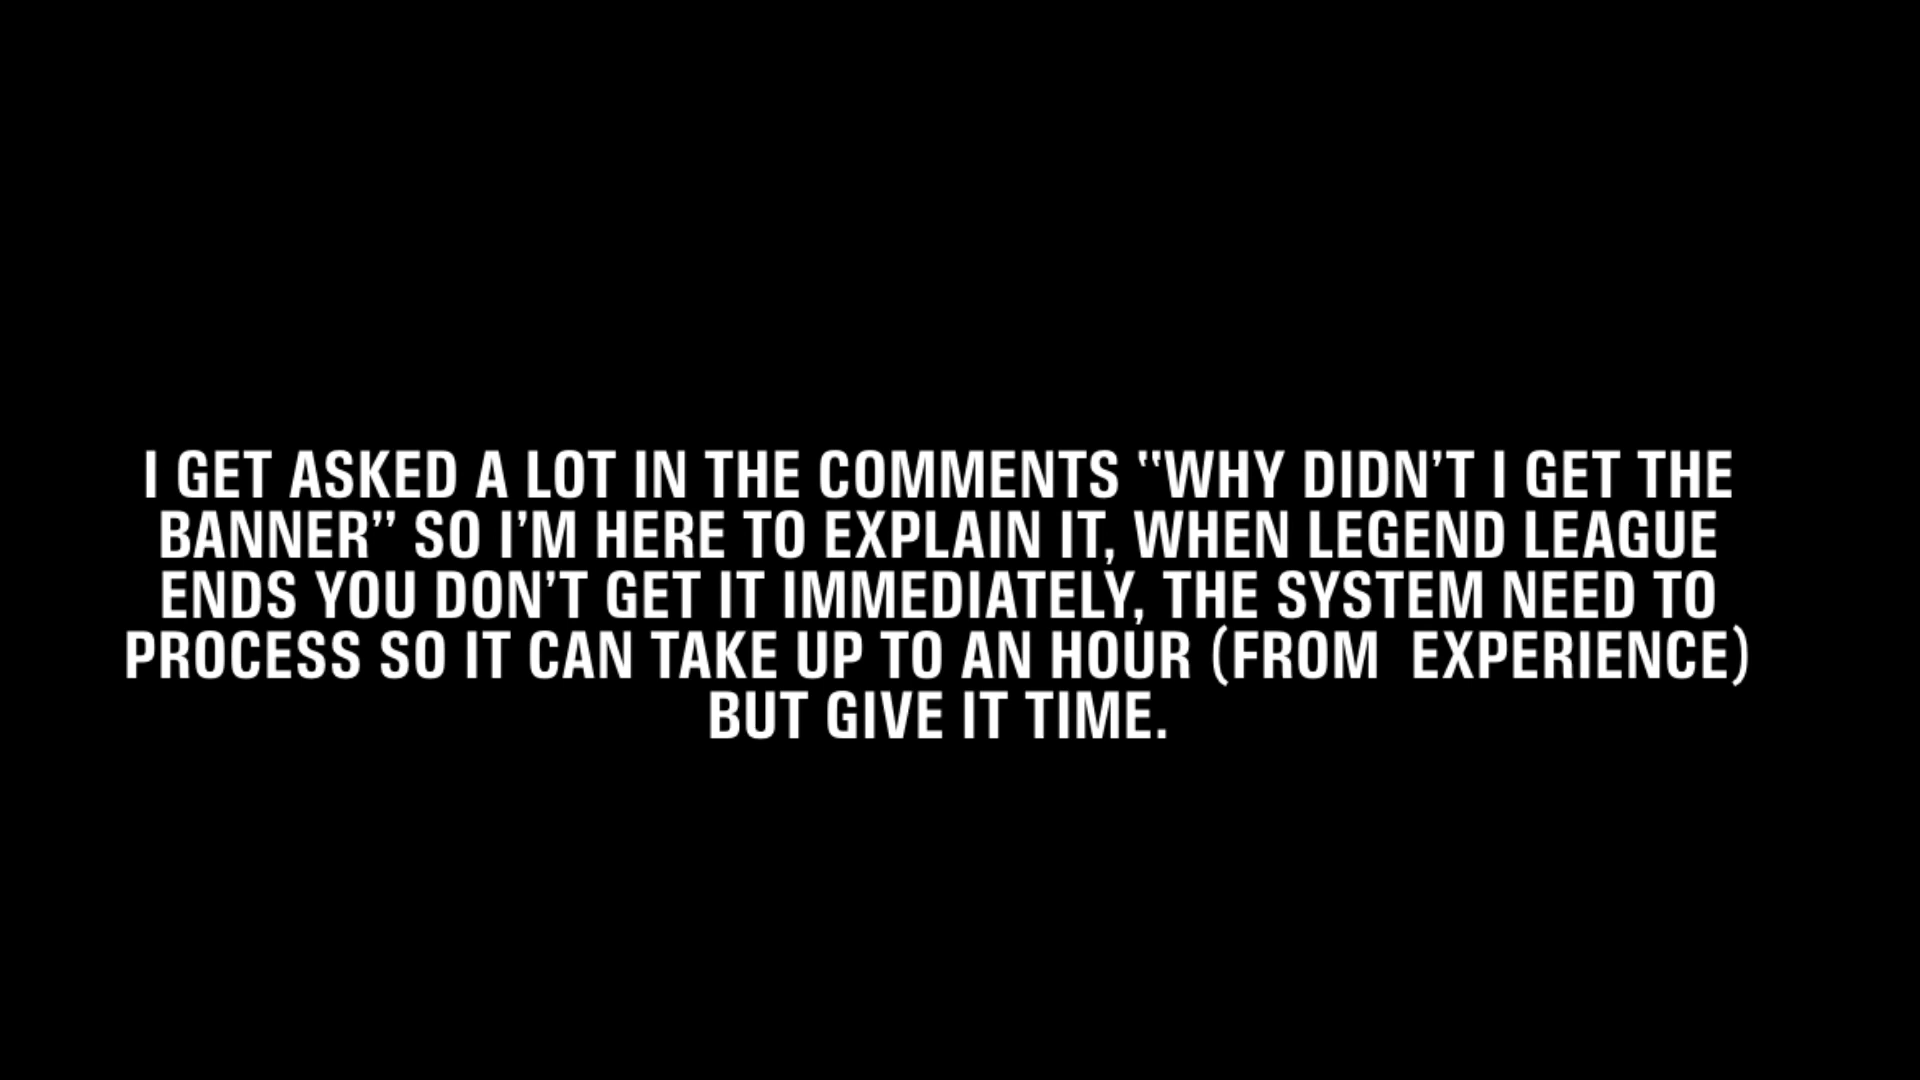 I GET ASKED A LOT IN THE COMMENTS "WHY DIDN’T I GET THE
BANNER” SO I’M HERE TO EXPLAIN IT, WHEN LEGEND LEAGUE
ENDS YOU DON’T GET IT IMMEDIATELY, THE SYSTEM NEED TO
PROCESS SO IT CAN TAKE UP TO AN HOUR (FROM  EXPERIENCE)
BUT GIVE IT TIME.